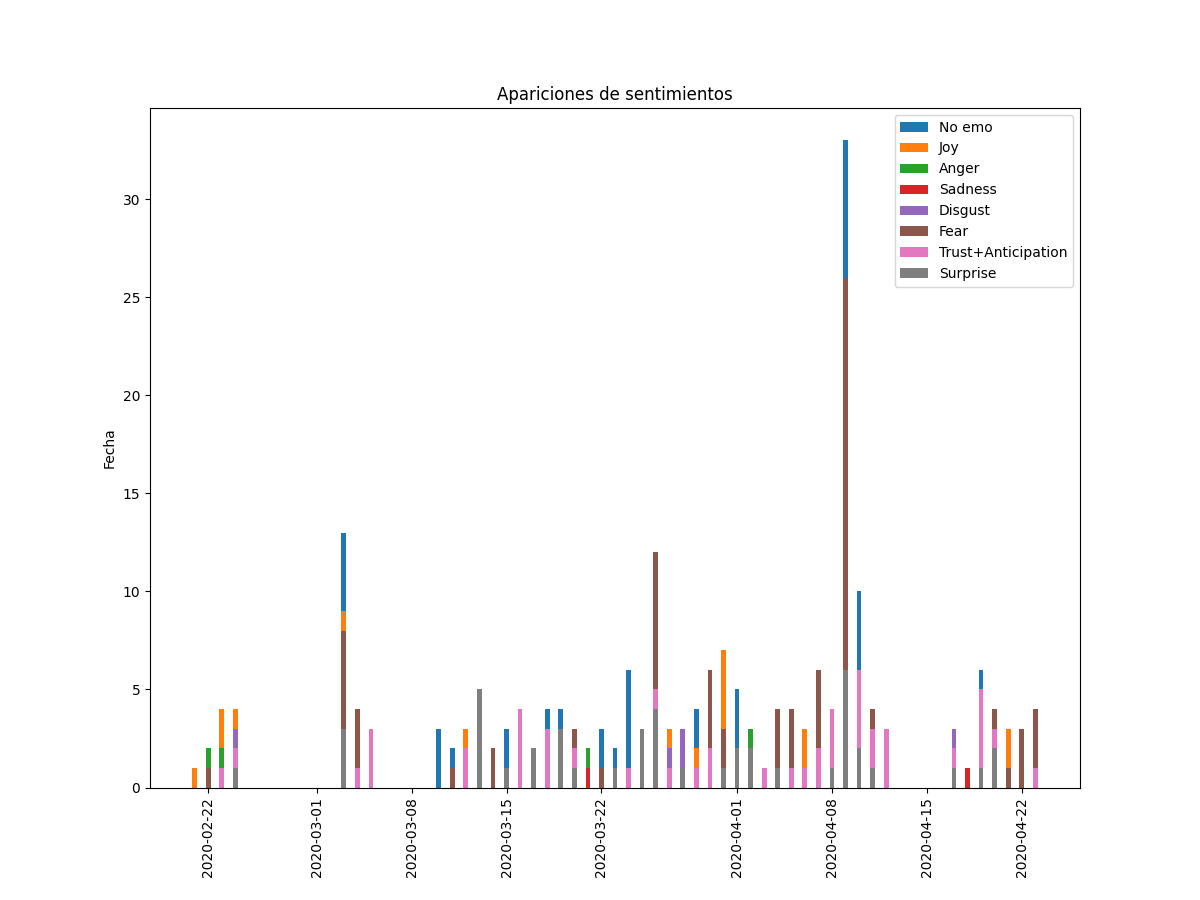 Apariciones de sentimientos
No emo
Joy
Anger
Sadness
Disgust
Fear
Trust+Anticipation
Surprise
Fecha
30
25
20
15
10
5
0
2020-02-22
2020-03-01
2020-03-08
2020-03-15
2020-03-22
2020-04-01
2020-04-08
2020-04-15
2020-04-22